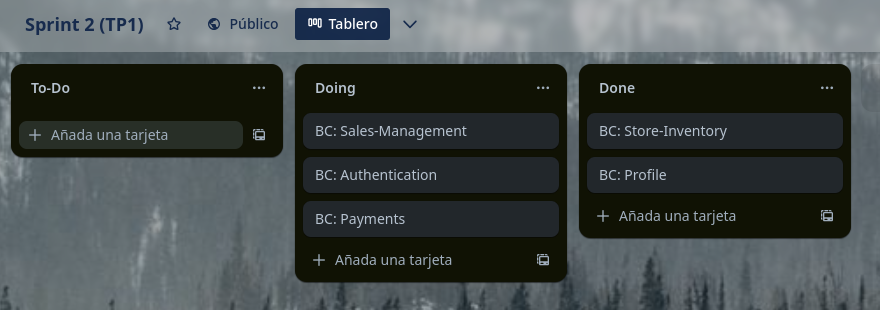 Sprint 2 (TP1)
Público
Tablero
To-Do
Añada una tarjeta
Doing
BC: Sales-Management
BC: Authentication
BC: Payments
Añada una tarjeta
Done
BC: Store-Inventory
BC: Profile
Añada una tarjeta